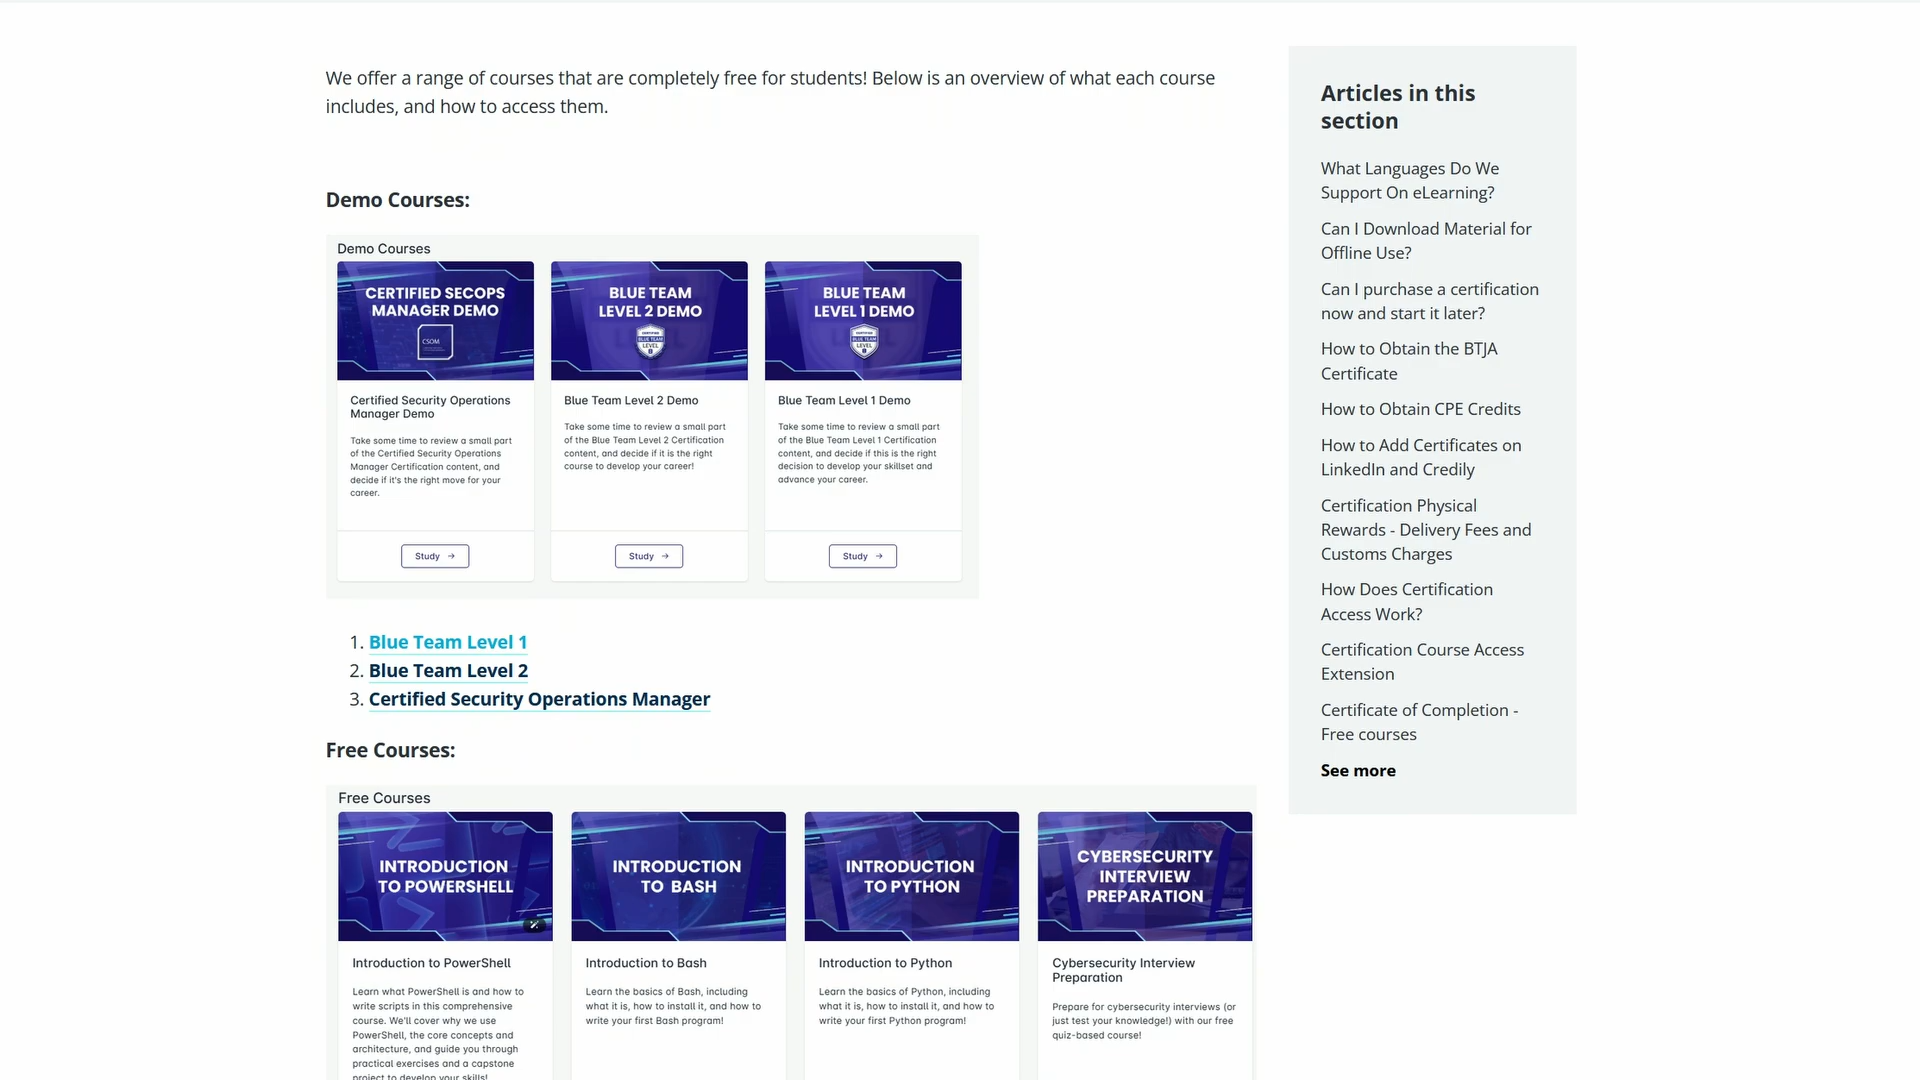 We offer a range of courses that are completely free for students! Below is an overview of what each course
includes, and how to access them.
Demo Courses:
Demo Courses
CERTIFIED SECOPS
MANAGER DEMO
CSOM
Certified Security Operations
Manager Demo
Take some time to review a small part
of the Certified Security Operations
Manager Certification content, and
decide if it's the right move for your
career.
Study →
BLUE TEAM
LEVEL 2 DEMO
BLUE TEAM
LEVEL
Blue Team Level 2 Demo
Take some time to review a small part
of the Blue Team Level 2 Certification
content, and decide if it is the right
course to develop your career!
Study →
BLUE TEAM
LEVEL 1 DEMO
BLUE TEAM
LEVEL
Blue Team Level 1 Demo
Take some time to review a small part
of the Blue Team Level 1 Certification
content, and decide if this is the right
decision to develop your skillset and
advance your career.
Study →
1. Blue Team Level 1
2. Blue Team Level 2
3. Certified Security Operations Manager
Free Courses:
Free Courses
INTRODUCTION
TO POWERSHELL
Introduction to PowerShell
Learn what PowerShell is and how to
write scripts in this comprehensive
course. We'll cover why we use
PowerShell, the core concepts and
architecture, and guide you through
practical exercises and a capstone
project to develop your skills!
INTRODUCTION
TO BASH
Introduction to Bash
Learn the basics of Bash, including
what it is, how to install it, and how to
write your first Bash program!
INTRODUCTION
TO PYTHON
Introduction to Python
Learn the basics of Python, including
what it is, how to install it, and how to
write your first Python program!
CYBERSECURITY
INTERVIEW
PREPARATION
Cybersecurity Interview
Preparation
Prepare for cybersecurity interviews (or
just test your knowledge!) with our free
quiz-based course!
Articles in this
section
What Languages Do We
Support On eLearning?
Can I Download Material for
Offline Use?
Can I purchase a certification
now and start it later?
How to Obtain the BTJA
Certificate
How to Obtain CPE Credits
How to Add Certificates on
LinkedIn and Credily
Certification Physical
Rewards - Delivery Fees and
Customs Charges
How Does Certification
Access Work?
Certification Course Access
Extension
Certificate of Completion -
Free courses
See more